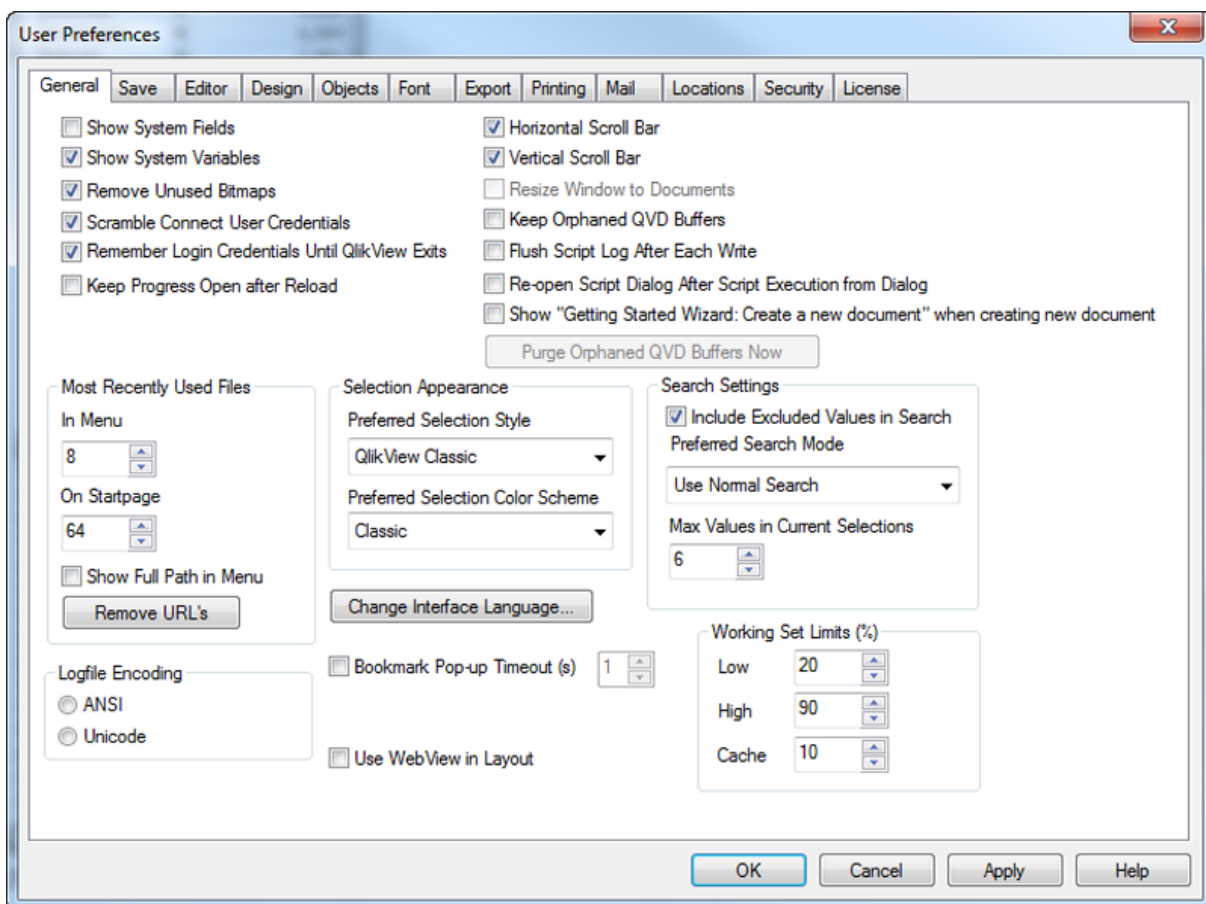 User Preferences
General Save Editor Design Objects Font Export Printing Mail Locations Security License
Show System Fields
Show System Variables
Remove Unused Bitmaps
Scramble Connect User Credentials
Remember Login Credentials Until QlikView Exits
Keep Progress Open after Reload
Horizontal Scroll Bar
Vertical Scroll Bar
Resize Window to Documents
Keep Orphaned QVD Buffers
Flush Script Log After Each Write
Re-open Script Dialog After Script Execution from Dialog
Show "Getting Started Wizard: Create a new document" when creating new document
Purge Orphaned QVD Buffers Now
Most Recently Used Files
In Menu
8
On Startpage
64
Show Full Path in Menu
Remove URL's
Selection Appearance
Preferred Selection Style
QlikView Classic
Preferred Selection Color Scheme
Classic
Change Interface Language...
Search Settings
Include Excluded Values in Search
Preferred Search Mode
Use Normal Search
Max Values in Current Selections
6
Logfile Encoding
ANSI
Unicode
Bookmark Pop-up Timeout (s) 1
Use WebView in Layout
Working Set Limits (%)
Low 20
High 90
Cache 10
OK Cancel Apply Help